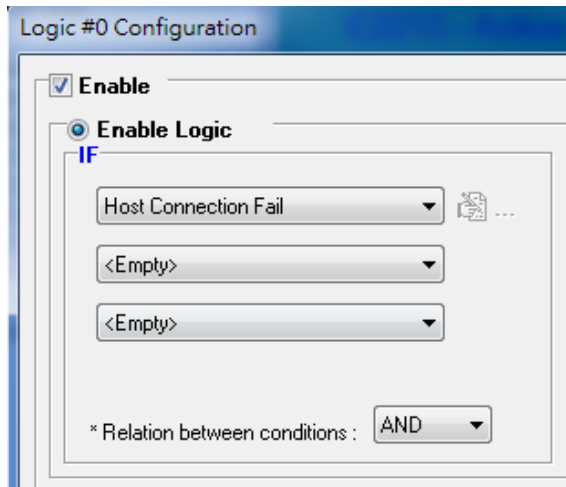 Logic #0 Configuration
Enable
Enable Logic
IF
Host Connection Fail
...
<Empty>
<Empty>
* Relation between conditions :
AND